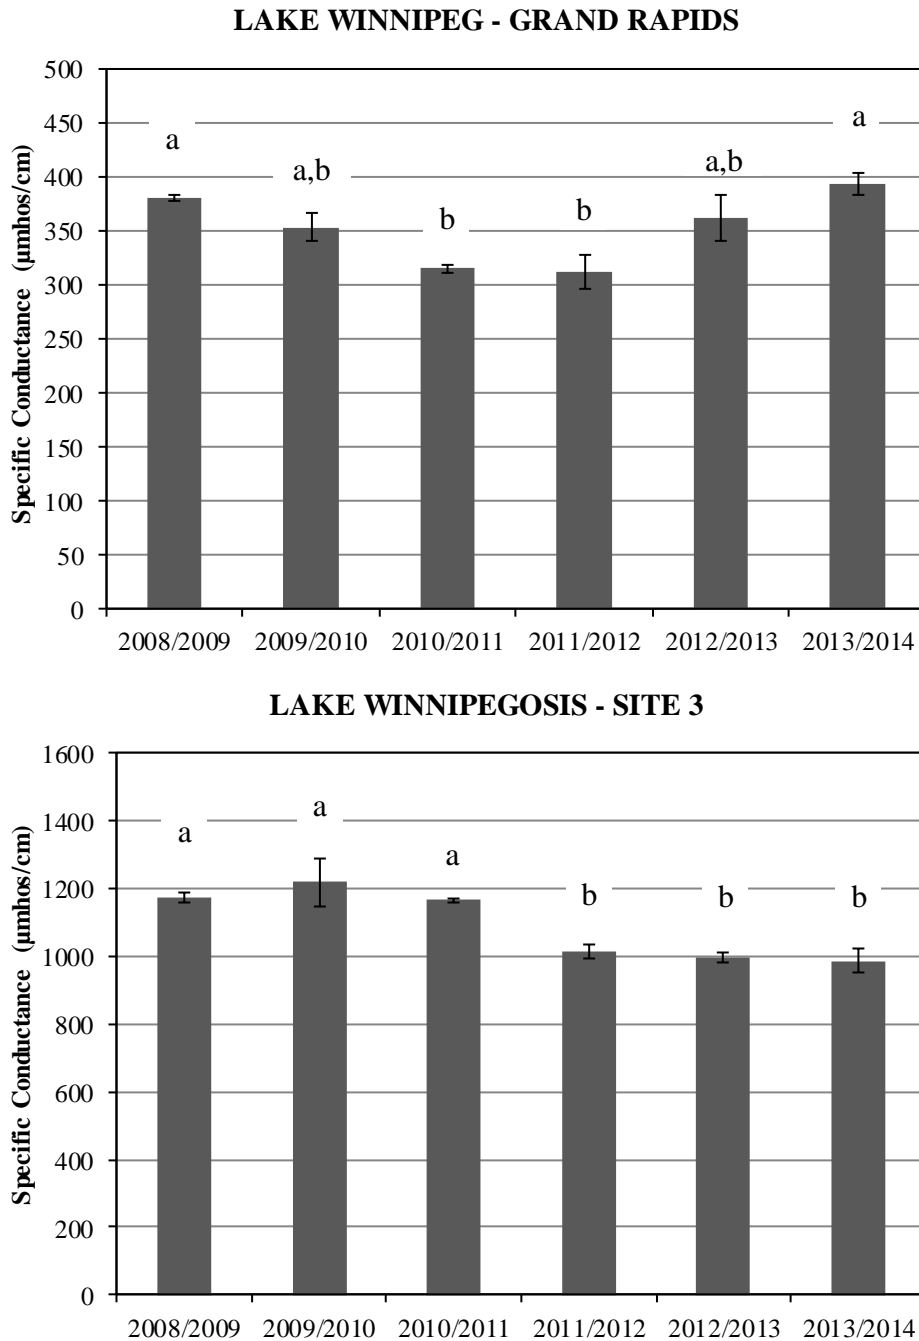 LAKE WINNIPEG - GRAND RAPIDS
Specific Conductance (µmhos/cm)
500
450
400
350
300
250
200
150
100
50
0
a
a,b
b
b
a,b
a
2008/2009 2009/2010 2010/2011 2011/2012 2012/2013 2013/2014
LAKE WINNIPEGOSIS - SITE 3
Specific Conductance (µmhos/cm)
1600
1400
1200
1000
800
600
400
200
0
a
a
a
b
b
b
2008/2009 2009/2010 2010/2011 2011/2012 2012/2013 2013/2014